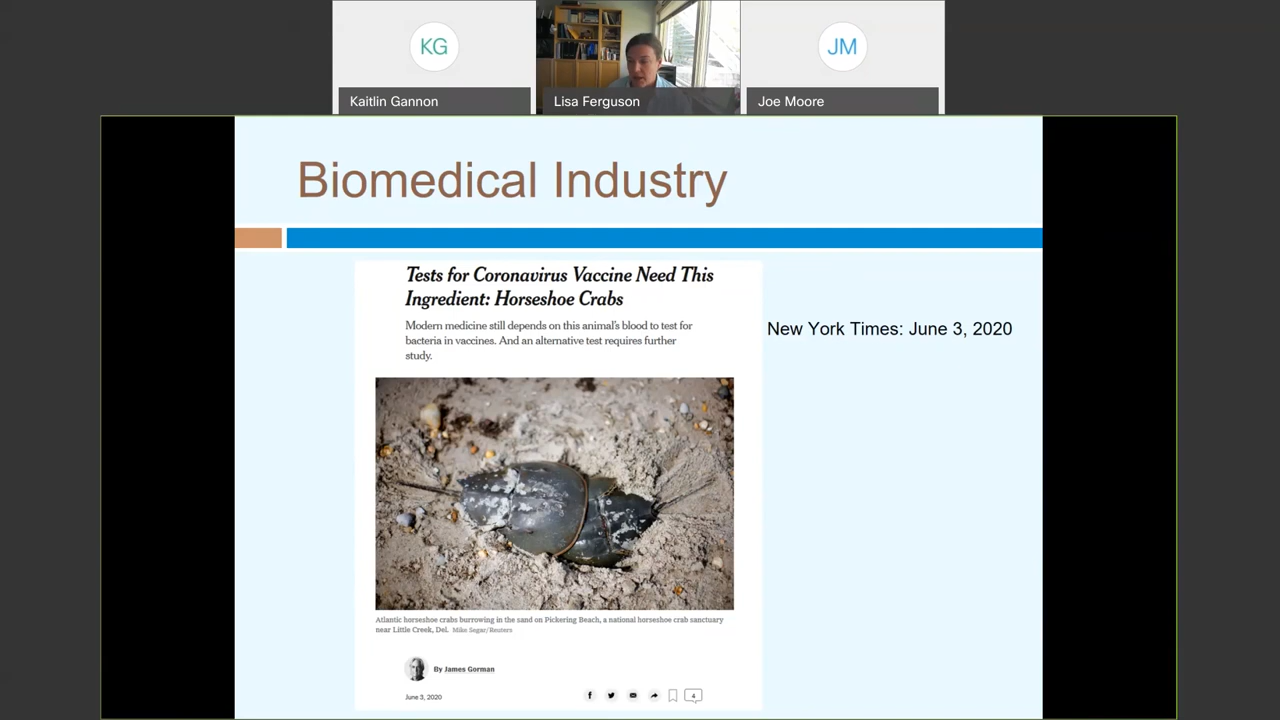 KG
JM
Kaitlin Gannon
Lisa Ferguson
Joe Moore
Biomedical Industry
Tests for Coronavirus Vaccine Need This
Ingredient: Horseshoe Crabs
Modern medicine still depends on this animal's blood to test for
bacteria in vaccines. And an alternative test requires further
study.
New York Times: June 3, 2020
Atlantic horseshoe crabs burrowing in the sand on Pickering Beach, a national horseshoe crab sanctuary
near Little Creek, Del. Mike Segar/Reuters
By James Gorman
June 3, 2020
4